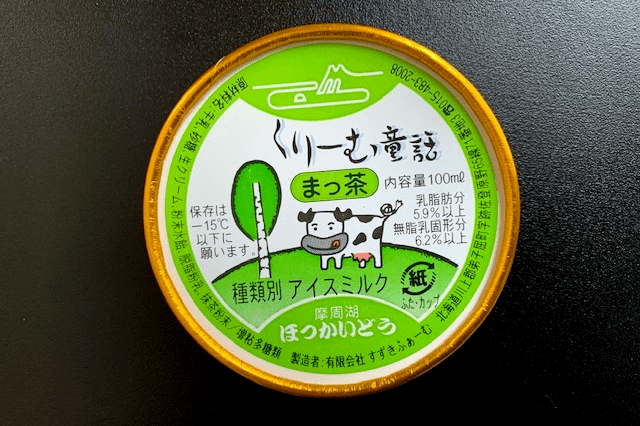 くりーむ童話
まっ茶
内容量100mℓ
乳脂肪分
5.9%以上
無脂乳固形分
6.2%以上
保存は
-15℃
以下に
願います。
種類別 アイスミルク
紙
ふた・カップ
摩周湖
ほっかいどう
原材料名:牛乳 砂糖 生クリーム 粉末水飴 脱脂粉乳 抹茶粉末/増粘多糖類
製造者:有限会社 すずきふぁーむ 北海道川上郡弟子屈町
☎015-483-2008